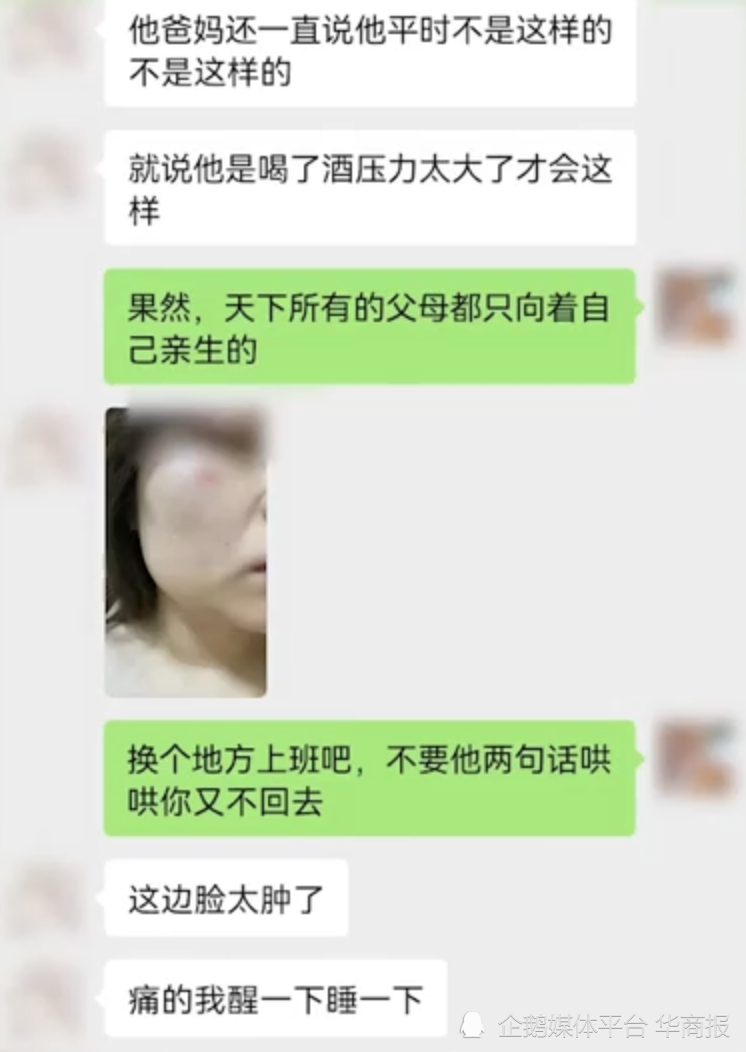 他爸妈还一直说他平时不是这样的
不是这样的
就说他是喝了酒压力太大了才会这
样
果然，天下所有的父母都只向着自
己亲生的
换个地方上班吧，不要他两句话哄
哄你又不回去
这边脸太肿了
痛的我醒一下睡一下
企鹅媒体平台 华商报